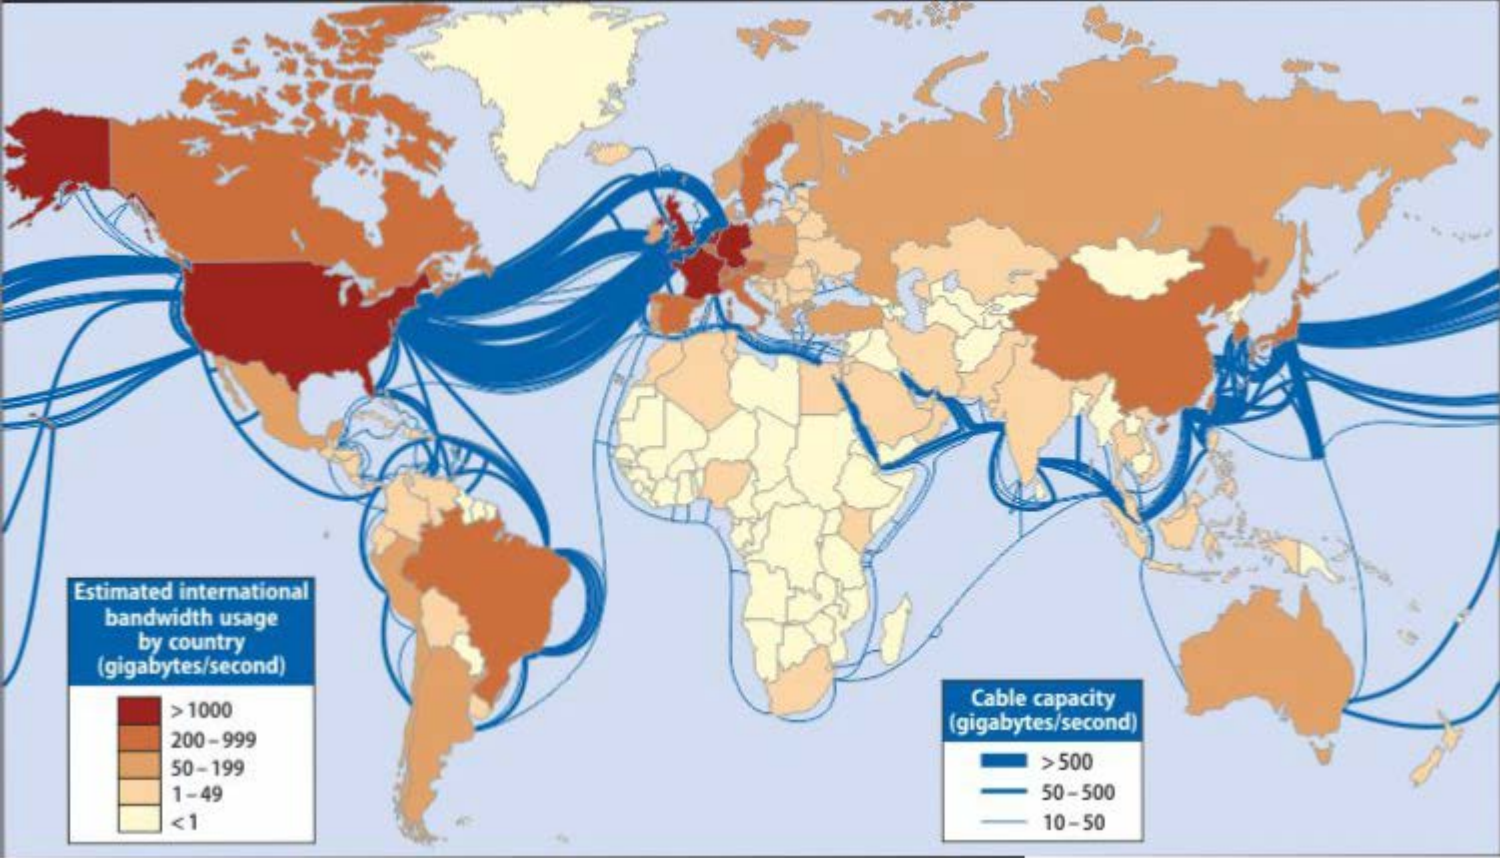 Estimated international
bandwidth usage
by country
(gigabytes/second)
> 1000
200 – 999
50 – 199
1 – 49
< 1
Cable capacity
(gigabytes/second)
> 500
50 – 500
10 – 50